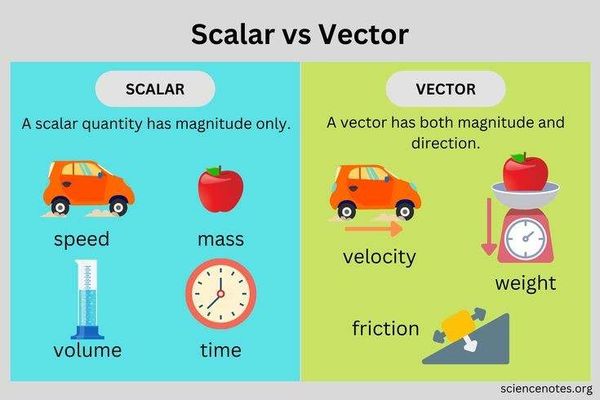 Scalar vs Vector
SCALAR
A scalar quantity has magnitude only.
speed
mass
volume
time
VECTOR
A vector has both magnitude and
direction.
velocity
weight
friction
sciencenotes.org